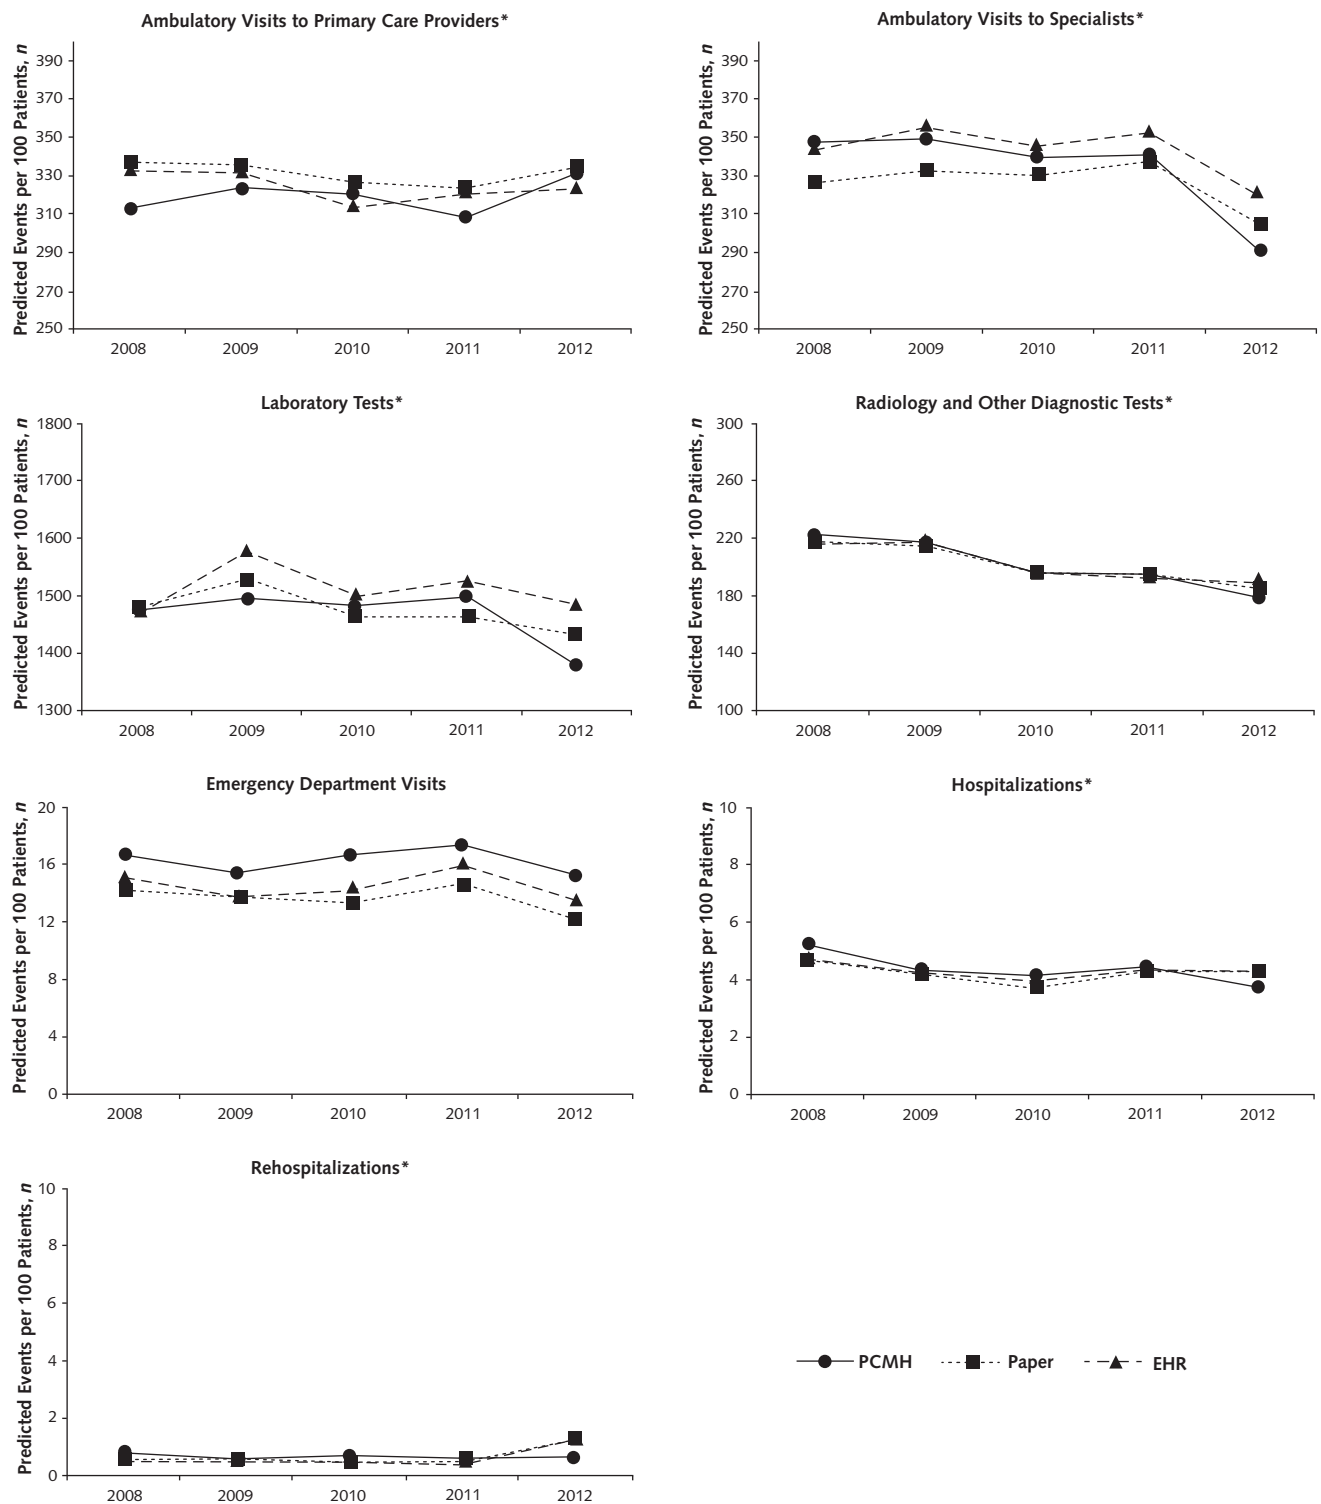 Ambulatory Visits to Primary Care Providers*
Predicted Events per 100 Patients, n
390
370
350
330
310
290
270
250
2008 2009 2010 2011 2012
Ambulatory Visits to Specialists*
Predicted Events per 100 Patients, n
390
370
350
330
310
290
270
250
2008 2009 2010 2011 2012
Laboratory Tests*
Predicted Events per 100 Patients, n
1800
1700
1600
1500
1400
1300
2008 2009 2010 2011 2012
Radiology and Other Diagnostic Tests*
Predicted Events per 100 Patients, n
300
260
220
180
140
100
2008 2009 2010 2011 2012
Emergency Department Visits
Predicted Events per 100 Patients, n
20
16
12
8
4
0
2008 2009 2010 2011 2012
Hospitalizations*
Predicted Events per 100 Patients, n
10
8
6
4
2
0
2008 2009 2010 2011 2012
Rehospitalizations*
Predicted Events per 100 Patients, n
10
8
6
4
2
0
2008 2009 2010 2011 2012
PCMH Paper EHR